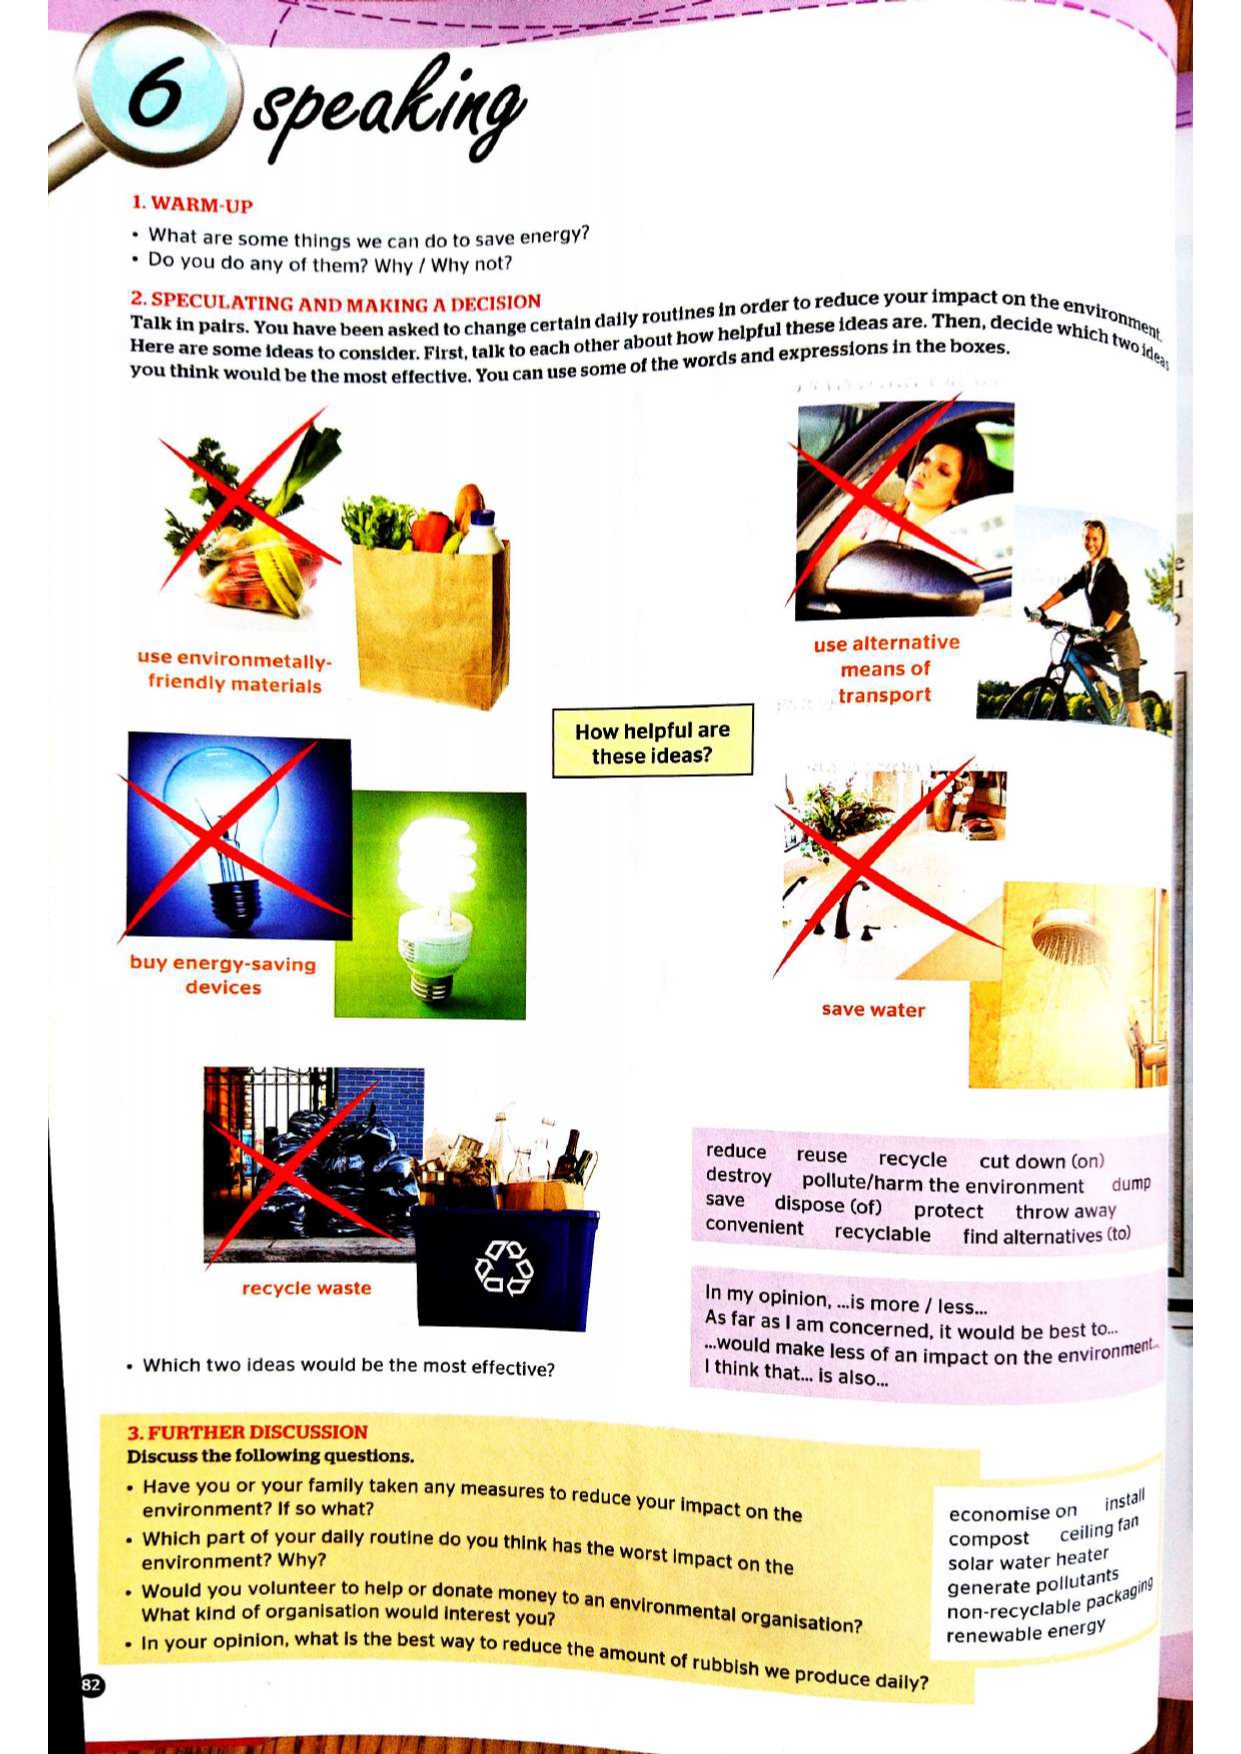 6 speaking
1. WARM-UP
• What are some things we can do to save energy?
• Do you do any of them? Why / Why not?
2. SPECULATING AND MAKING A DECISION
Talk in pairs. You have been asked to change certain daily routines in order to reduce your impact on the environment.
Here are some ideas to consider. First, talk to each other about how helpful these ideas are. Then, decide which two ideas
you think would be the most effective. You can use some of the words and expressions in the boxes.
use environmetally-
friendly materials
use alternative
means of
transport
How helpful are
these ideas?
buy energy-saving
devices
save water
recycle waste
• Which two ideas would be the most effective?
reduce reuse recycle cut down (on)
destroy pollute/harm the environment dump
save dispose (of) protect throw away
convenient recyclable find alternatives (to)
In my opinion, ...is more / less...
As far as I am concerned, it would be best to...
...would make less of an impact on the environment...
I think that... is also...
3. FURTHER DISCUSSION
Discuss the following questions.
• Have you or your family taken any measures to reduce your impact on the
environment? If so what?
• Which part of your daily routine do you think has the worst impact on the
environment? Why?
• Would you volunteer to help or donate money to an environmental organisation?
What kind of organisation would interest you?
• In your opinion, what is the best way to reduce the amount of rubbish we produce daily?
economise on install
compost ceiling fan
solar water heater
generate pollutants
non-recyclable packaging
renewable energy
82